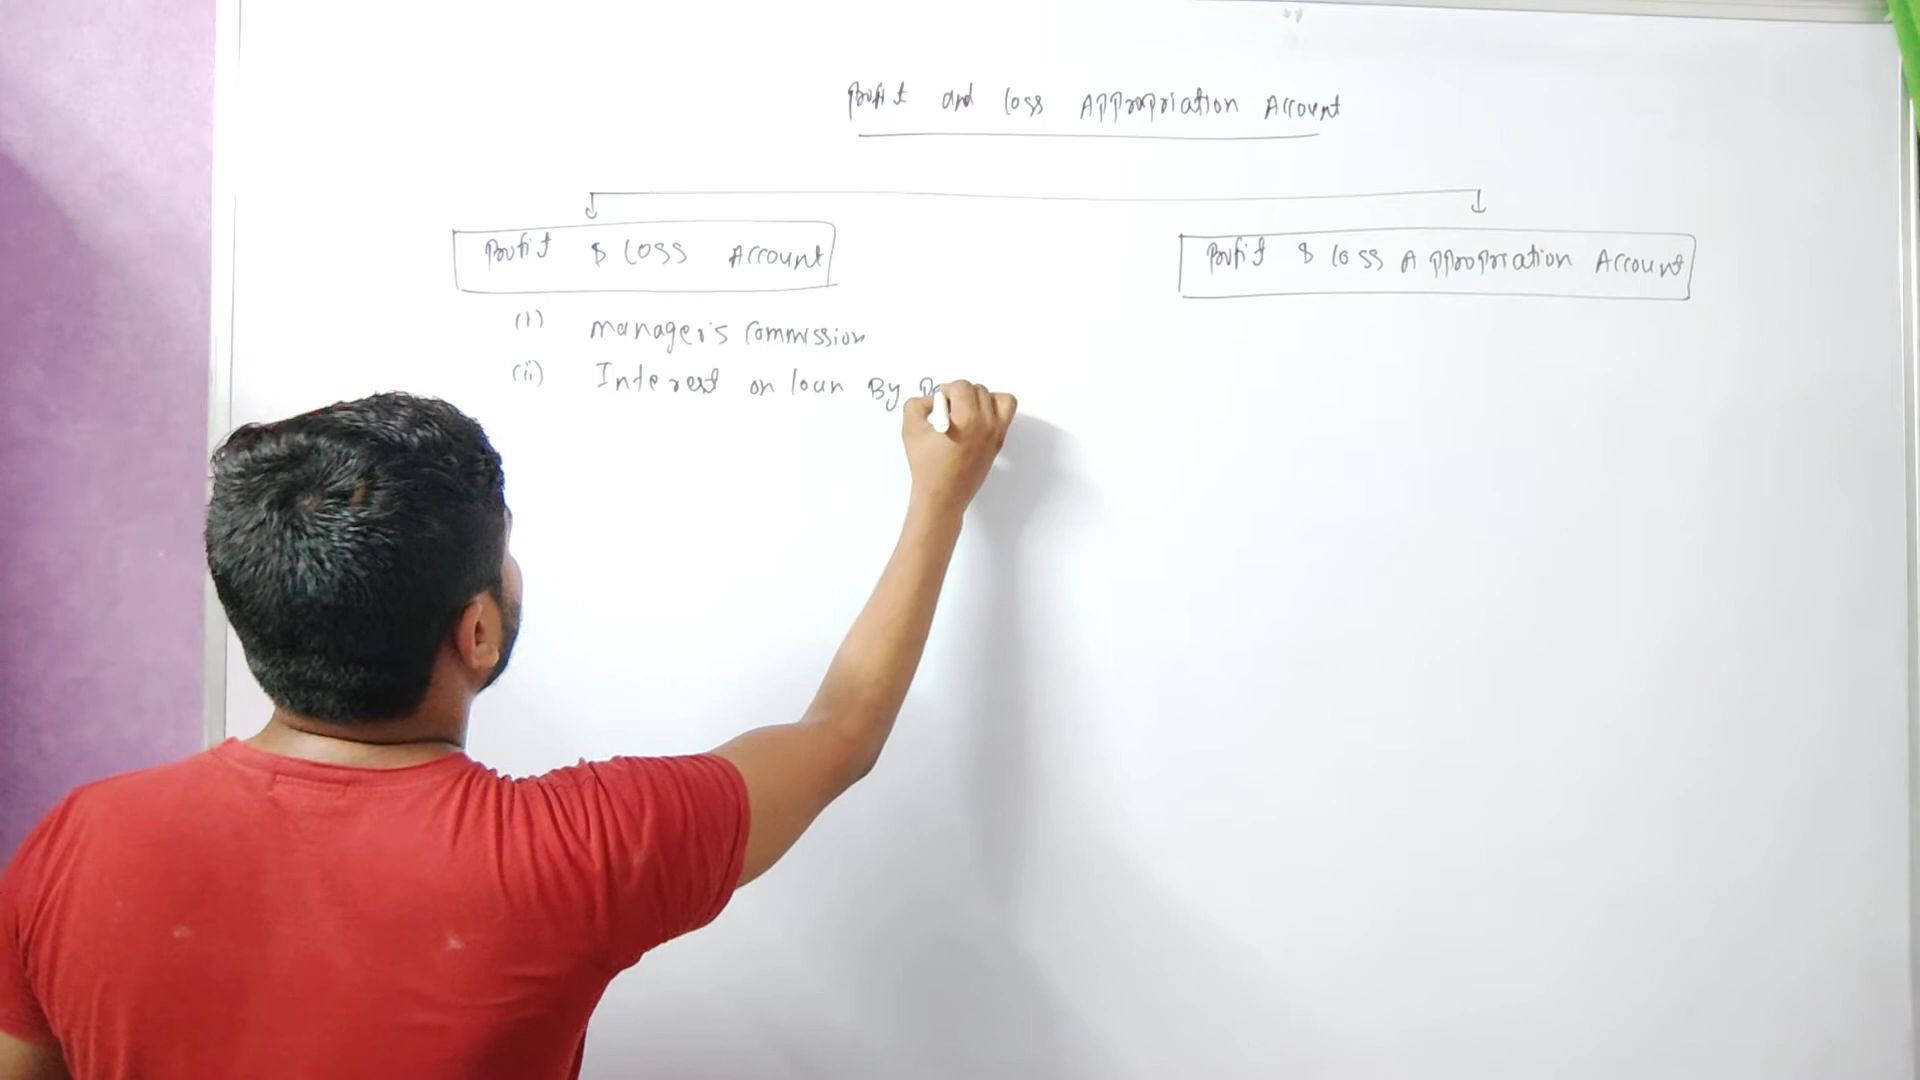 Profit and Loss Appropriation Account
Profit & Loss Account
Profit & Loss Appropriation Account
(i) Manager's Commission
(ii) Interest on loan By